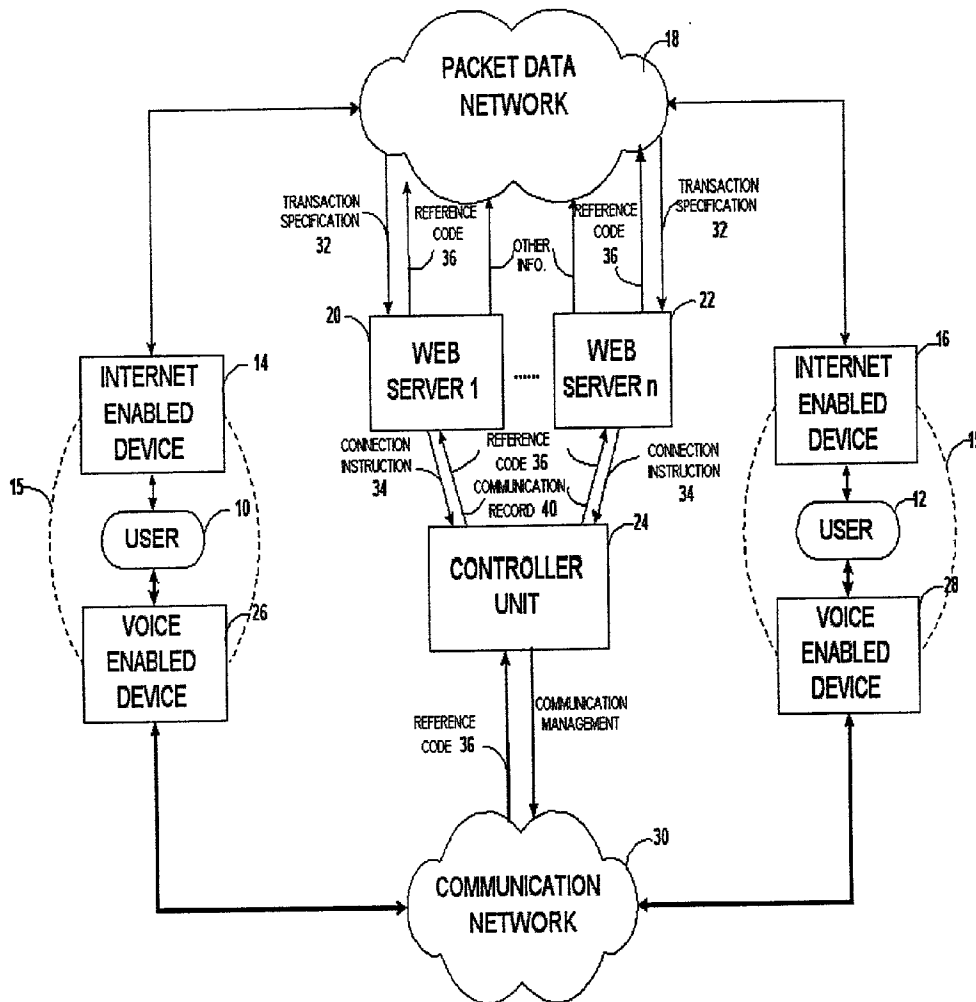 18
PACKET DATA
NETWORK
TRANSACTION
SPECIFICATION
32
REFERENCE
CODE
36
OTHER
INFO.
REFERENCE
CODE
36
TRANSACTION
SPECIFICATION
32
20
WEB
SERVER 1
......
22
WEB
SERVER n
14
INTERNET
ENABLED
DEVICE
16
INTERNET
ENABLED
DEVICE
CONNECTION
INSTRUCTION
34
REFERENCE
CODE 36
COMMUNICATION
RECORD 40
CONNECTION
INSTRUCTION
34
15
10
USER
24
CONTROLLER
UNIT
12
USER
26
VOICE
ENABLED
DEVICE
28
VOICE
ENABLED
DEVICE
REFERENCE
CODE 36
COMMUNICATION
MANAGEMENT
30
COMMUNICATION
NETWORK